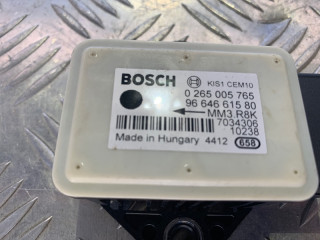 BOSCH KIS1 CEM10
0 265 005 765
96 646 615 80
MM3.R8K
7034306
10238
Made in Hungary 4412 658